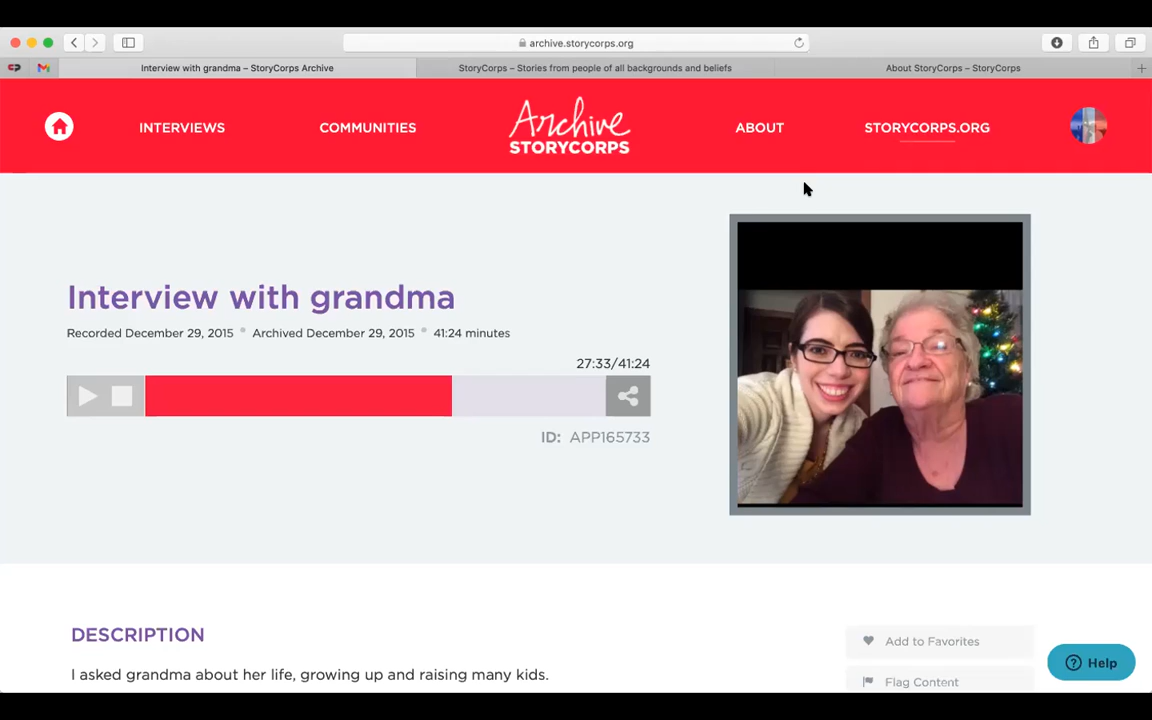 archive.storycorps.org
Interview with grandma – StoryCorps Archive
StoryCorps – Stories from people of all backgrounds and beliefs
About StoryCorps – StoryCorps
INTERVIEWS
COMMUNITIES
Archive
STORYCORPS
ABOUT
STORYCORPS.ORG
Interview with grandma
Recorded December 29, 2015 • Archived December 29, 2015 • 41:24 minutes
27:33/41:24
ID: APP165733
DESCRIPTION
I asked grandma about her life, growing up and raising many kids.
Add to Favorites
Flag Content
Help